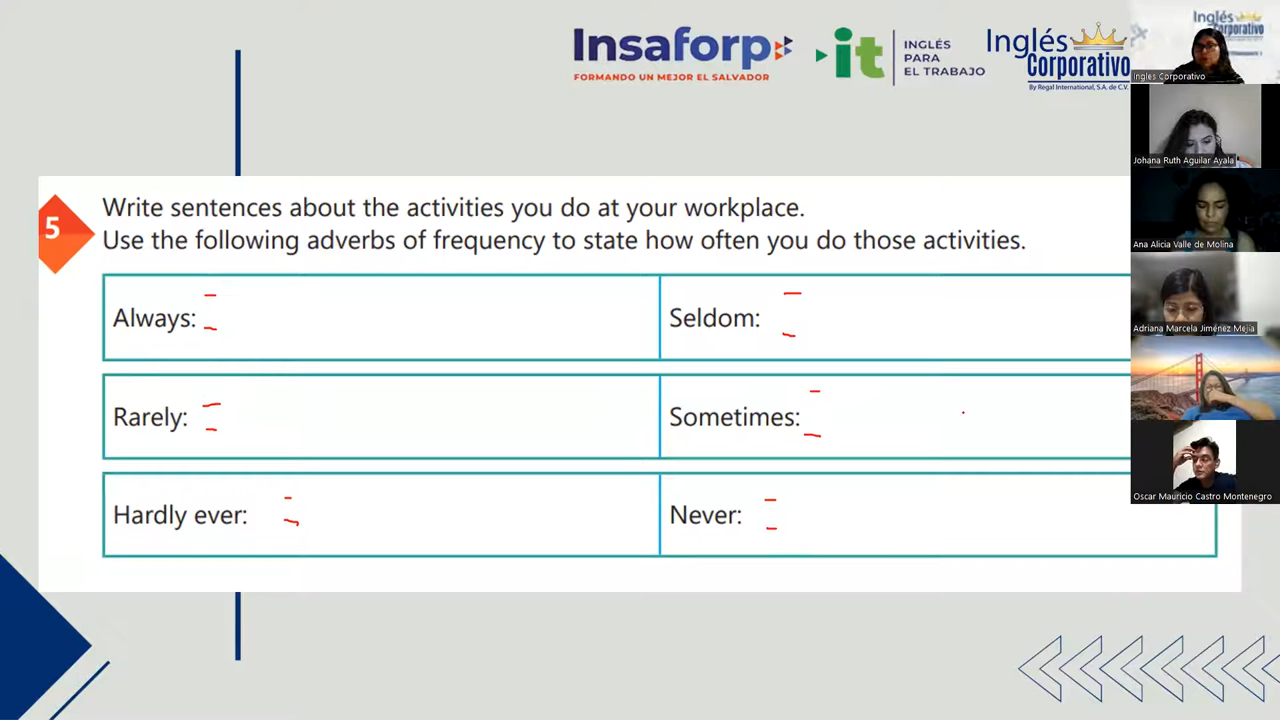 Insaforp
FORMANDO UN MEJOR EL SALVADOR
it
INGLÉS
PARA
EL TRABAJO
Inglés
Corporativo
By Regal International, S.A. de C.V.
Inglés
Ingles Corporativo
Johana Ruth Aguilar Ayala
Ana Alicia Valle de Molina
Adriana Marcela Jiménez Mejía
Oscar Mauricio Castro Montenegro
5
Write sentences about the activities you do at your workplace.
Use the following adverbs of frequency to state how often you do those activities.
Always:
Seldom:
Rarely:
Sometimes:
Hardly ever:
Never: